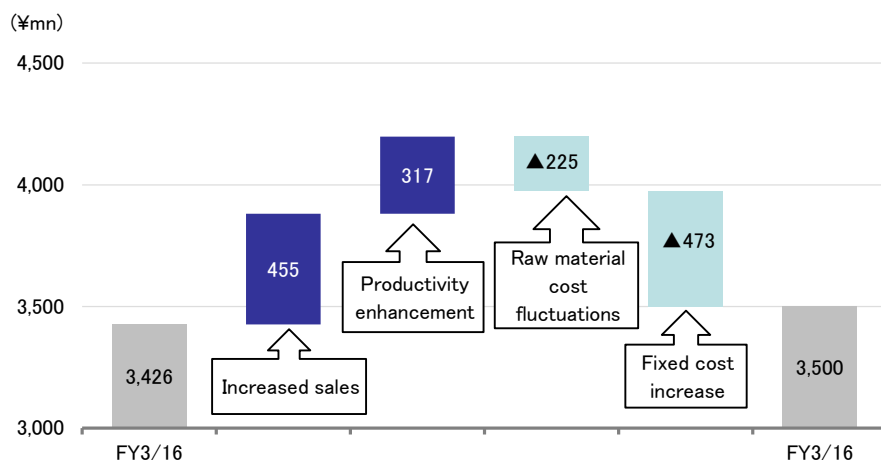 (¥mn)
4,500
4,000
3,500
3,000
3,426
455
317
▲225
▲473
3,500
Increased sales
Productivity
enhancement
Raw material
cost
fluctuations
Fixed cost
increase
FY3/16
FY3/16